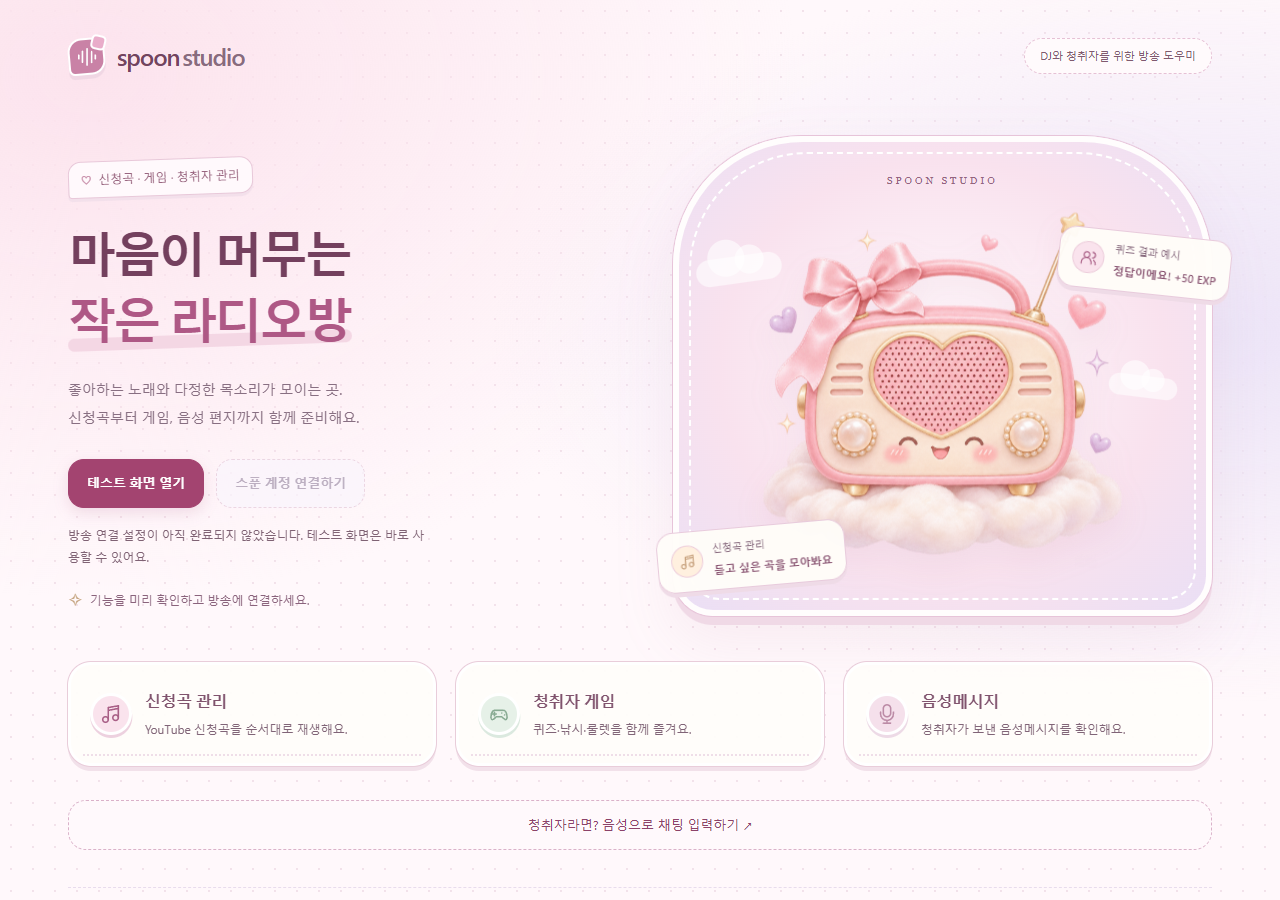 spoon studio
DJ와 청취자를 위한 방송 도우미
신청곡 · 게임 · 청취자 관리
마음이 머무는
작은 라디오방
좋아하는 노래와 다정한 목소리가 모이는 곳.
신청곡부터 게임, 음성 편지까지 함께 준비해요.
테스트 화면 열기
스푼 계정 연결하기
방송 연결 설정이 아직 완료되지 않았습니다. 테스트 화면은 바로 사
용할 수 있어요.
기능을 미리 확인하고 방송에 연결하세요.
SPOON STUDIO
퀴즈 결과 예시
정답이에요! +50 EXP
신청곡 관리
듣고 싶은 곡을 모아봐요
신청곡 관리
YouTube 신청곡을 순서대로 재생해요.
청취자 게임
퀴즈·낚시·룰렛을 함께 즐겨요.
음성메시지
청취자가 보낸 음성메시지를 확인해요.
청취자라면? 음성으로 채팅 입력하기 ↗